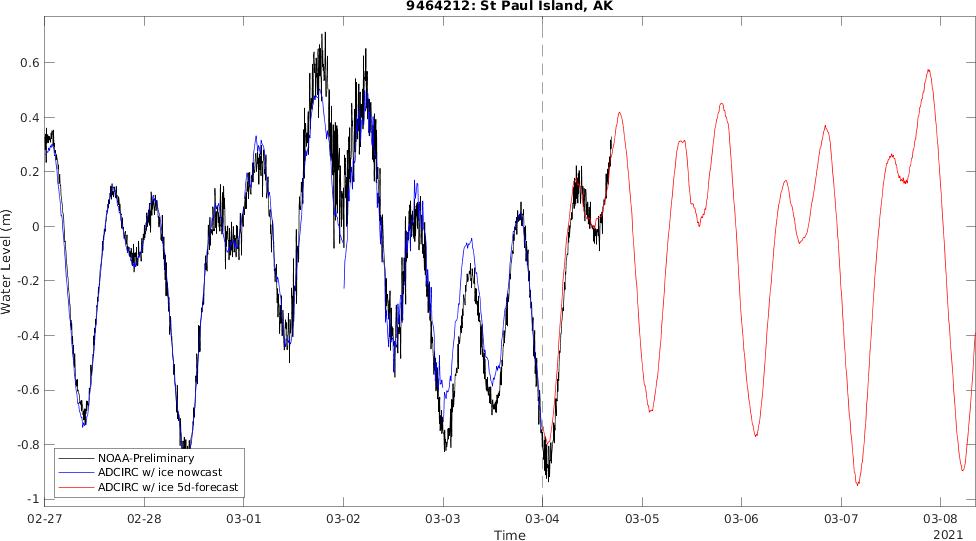 9464212: St Paul Island, AK
0.6
0.4
0.2
0
-0.2
-0.4
-0.6
-0.8
-1
Water Level (m)
NOAA-Preliminary
ADCIRC w/ ice nowcast
ADCIRC w/ ice 5d-forecast
02-27 02-28 03-01 03-02 03-03 03-04 03-05 03-06 03-07 03-08
Time
2021